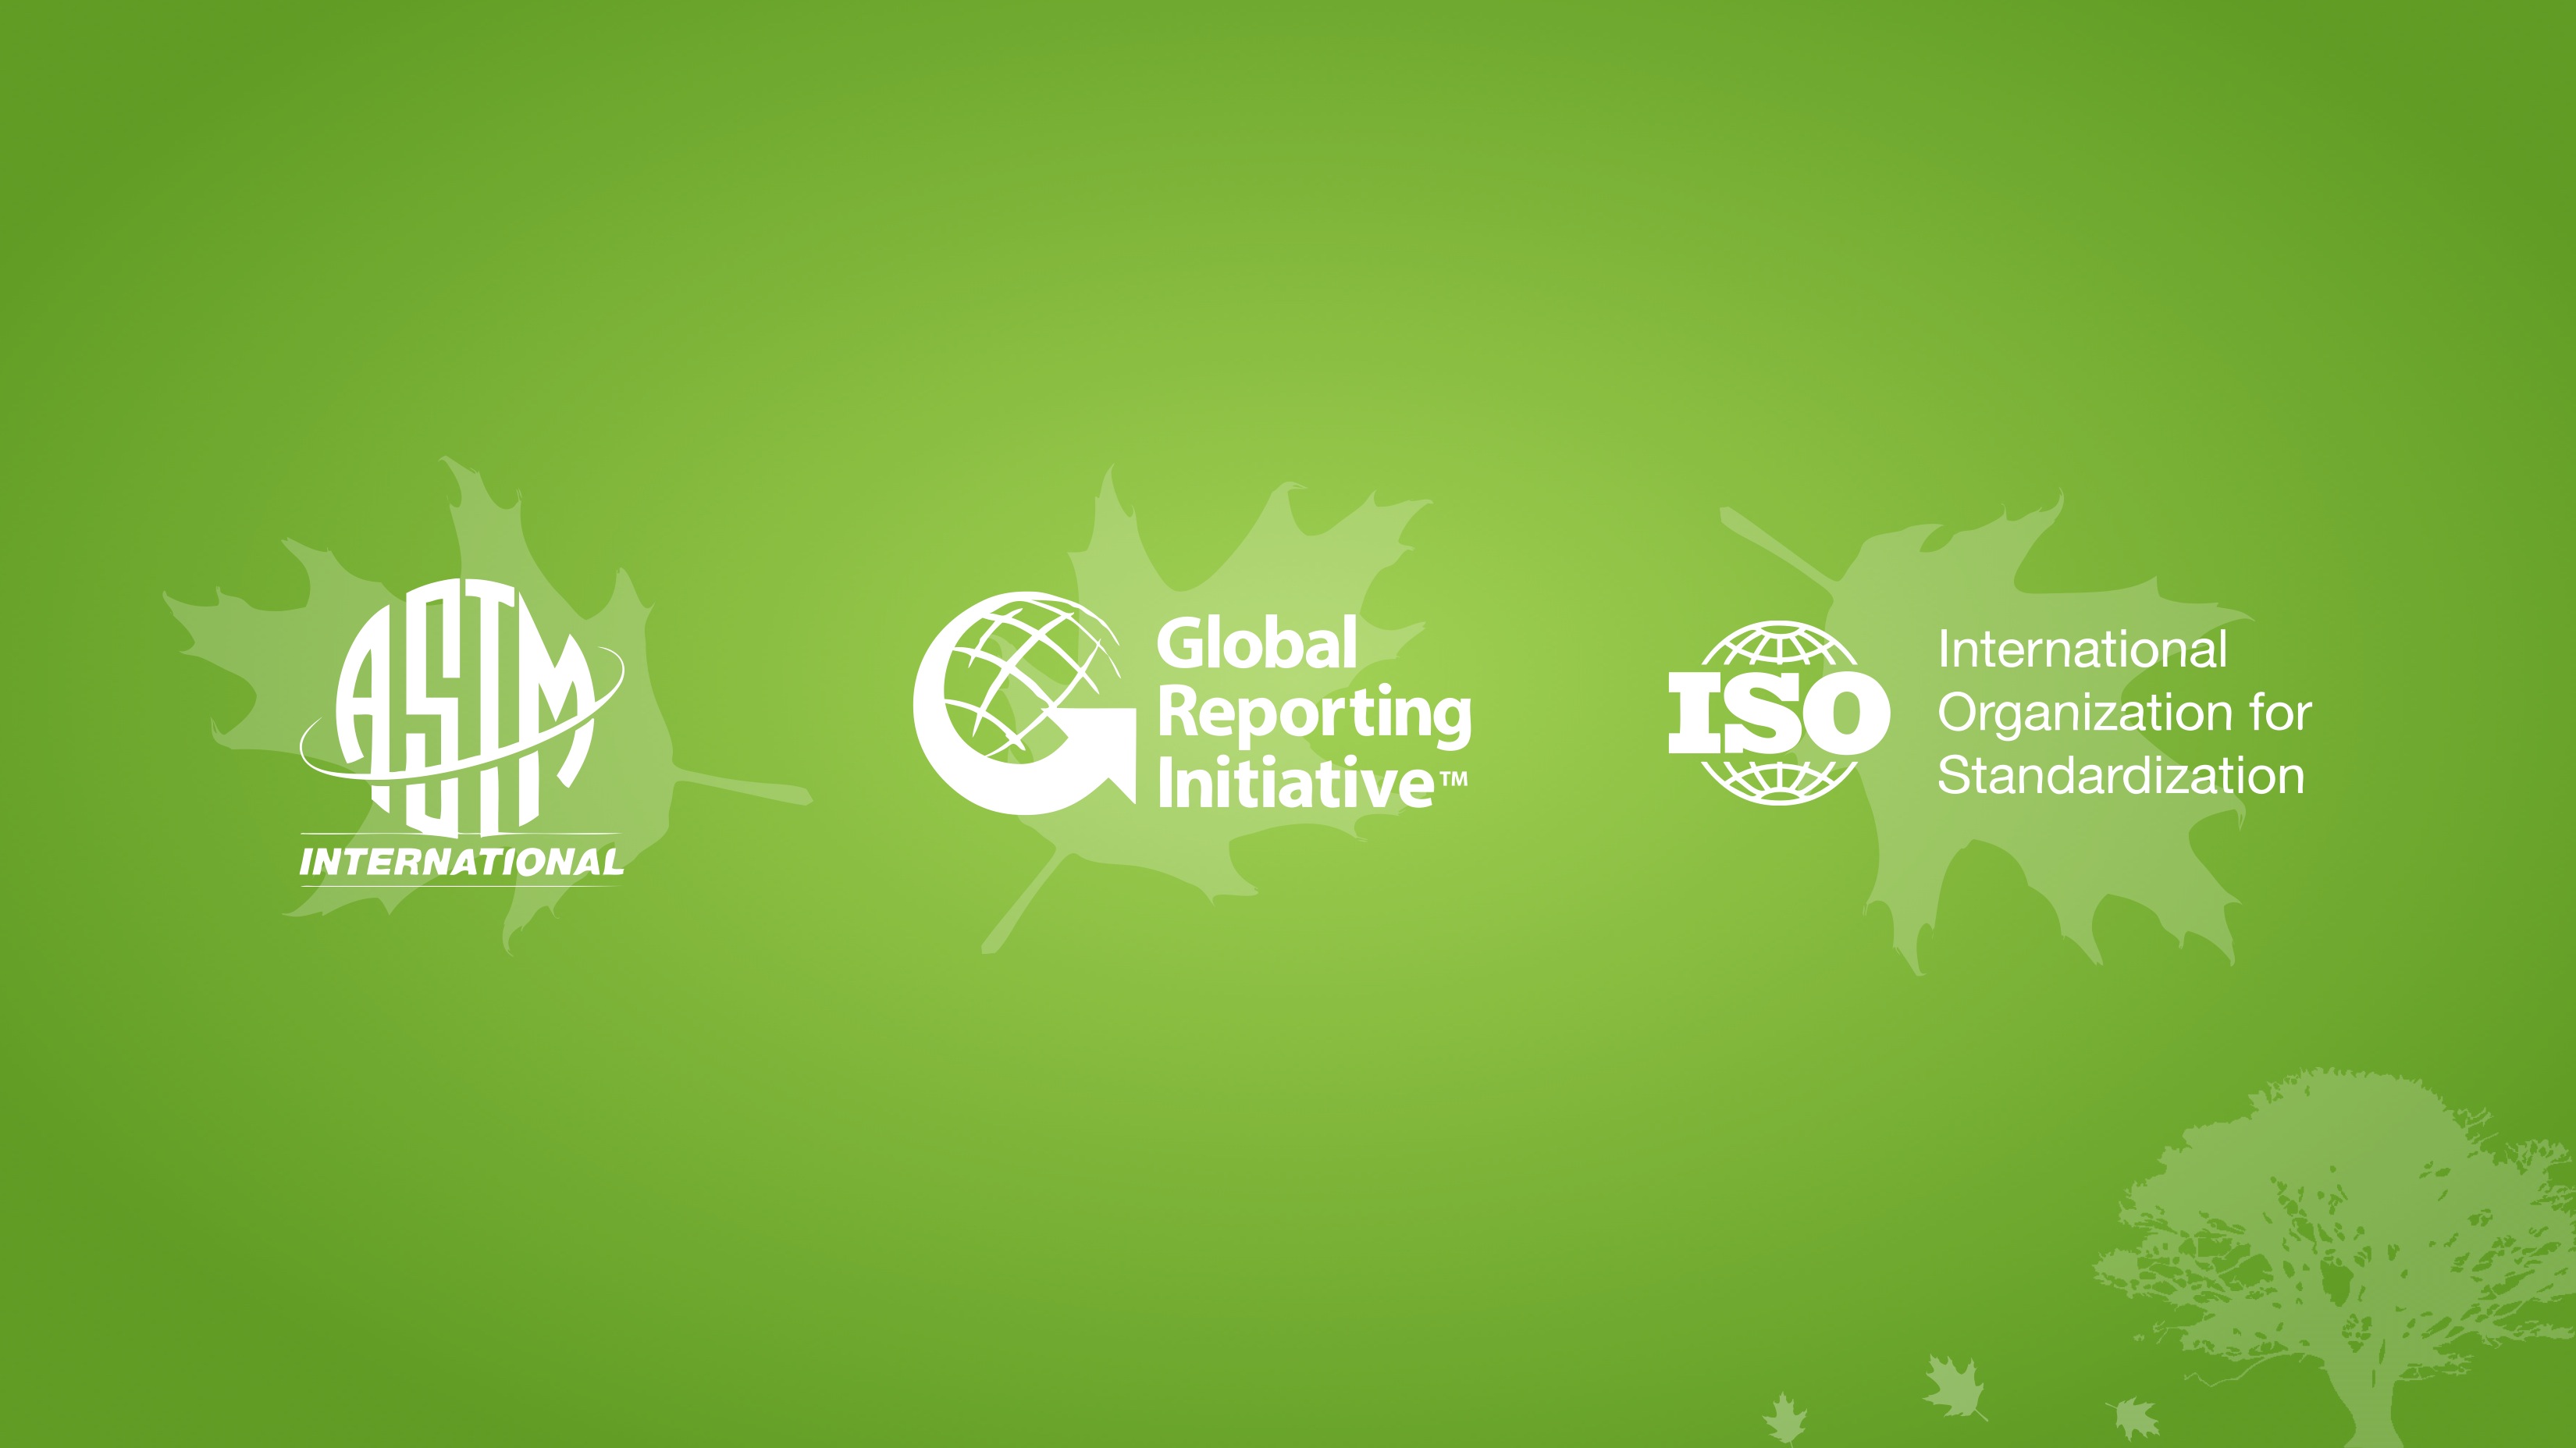 ASTM
INTERNATIONAL
Global
Reporting
Initiative™
ISO
International
Organization for
Standardization